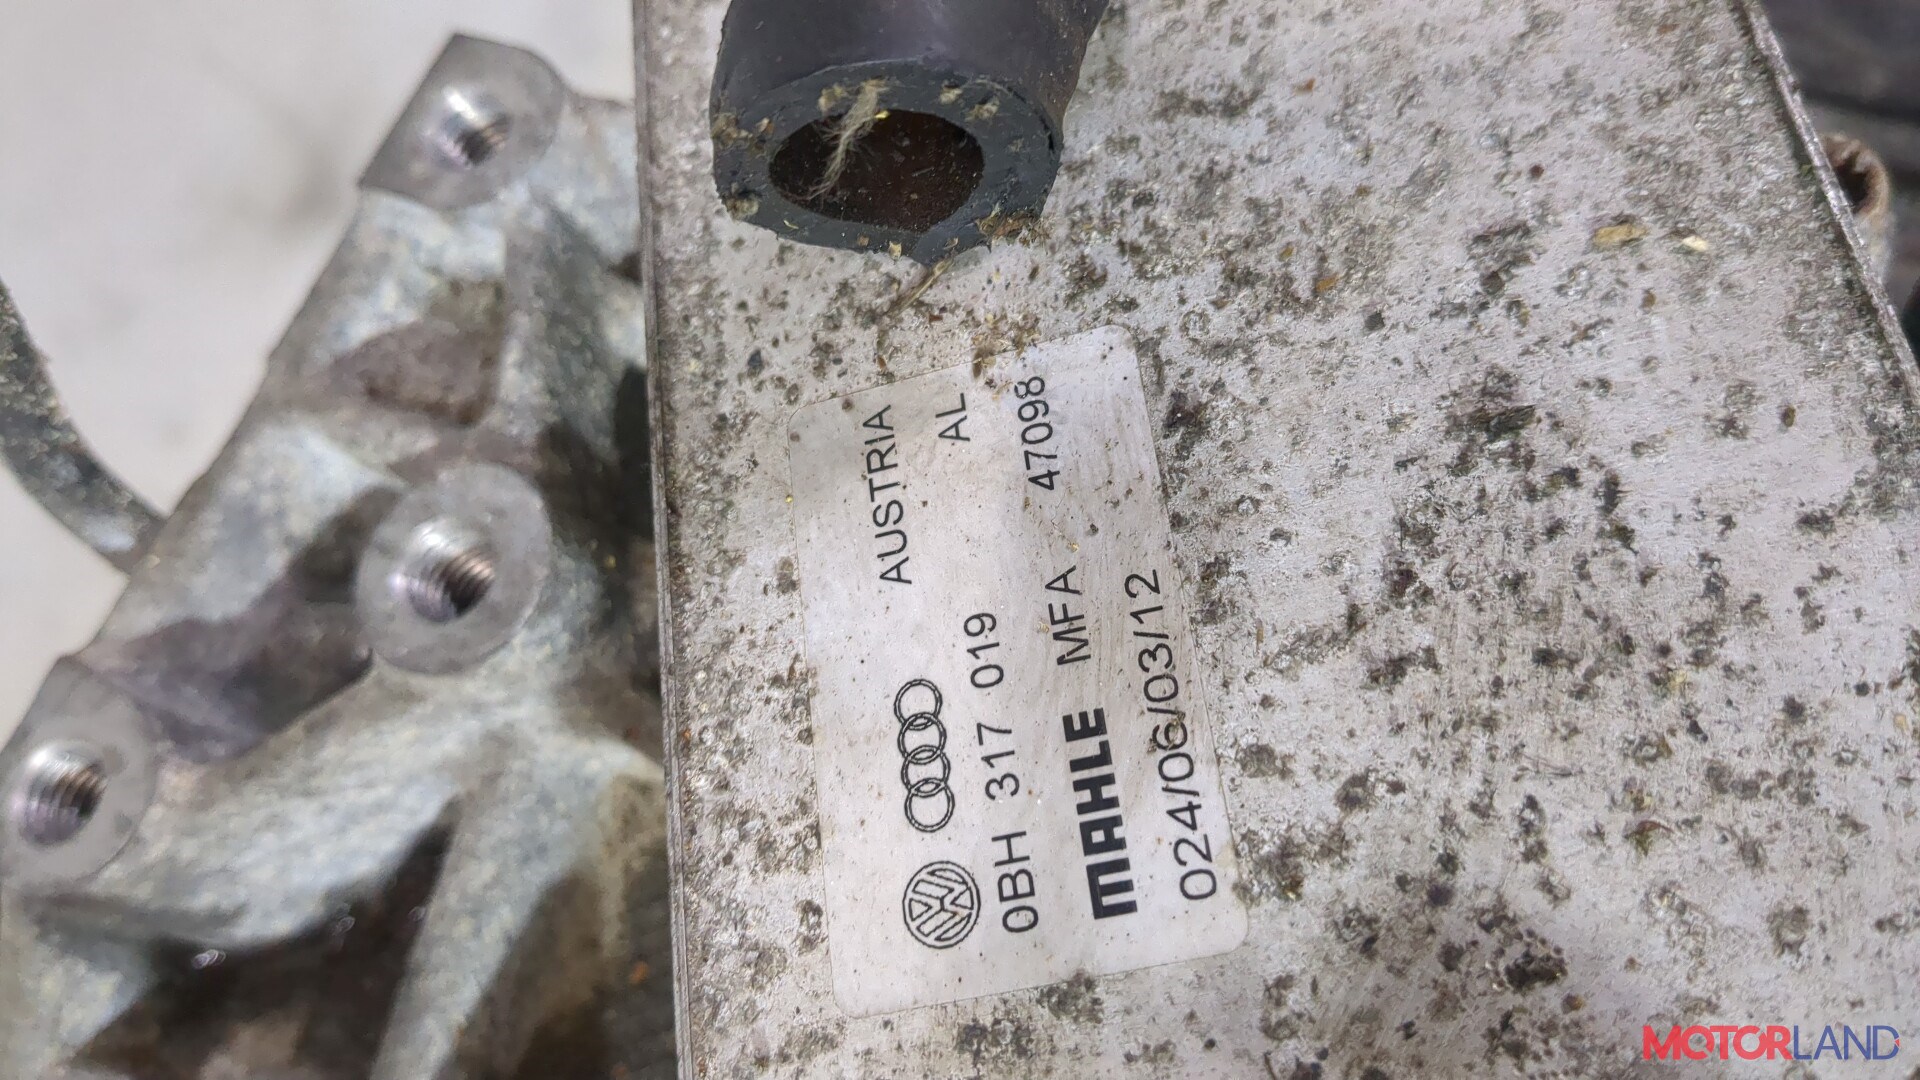 AUSTRIA
0BH 317 019 AL
MAHLE MFA 47098
024/06/03/12
MOTORLAND